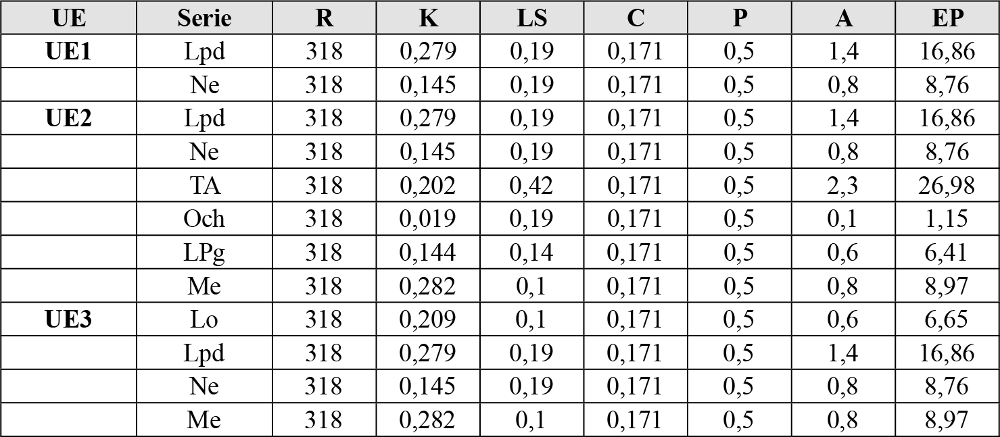 UE Serie R K LS C P A EP
UE1 Lpd 318 0,279 0,19 0,171 0,5 1,4 16,86
Ne 318 0,145 0,19 0,171 0,5 0,8 8,76
UE2 Lpd 318 0,279 0,19 0,171 0,5 1,4 16,86
Ne 318 0,145 0,19 0,171 0,5 0,8 8,76
TA 318 0,202 0,42 0,171 0,5 2,3 26,98
Och 318 0,019 0,19 0,171 0,5 0,1 1,15
LPg 318 0,144 0,14 0,171 0,5 0,6 6,41
Me 318 0,282 0,1 0,171 0,5 0,8 8,97
UE3 Lo 318 0,209 0,1 0,171 0,5 0,6 6,65
Lpd 318 0,279 0,19 0,171 0,5 1,4 16,86
Ne 318 0,145 0,19 0,171 0,5 0,8 8,76
Me 318 0,282 0,1 0,171 0,5 0,8 8,97